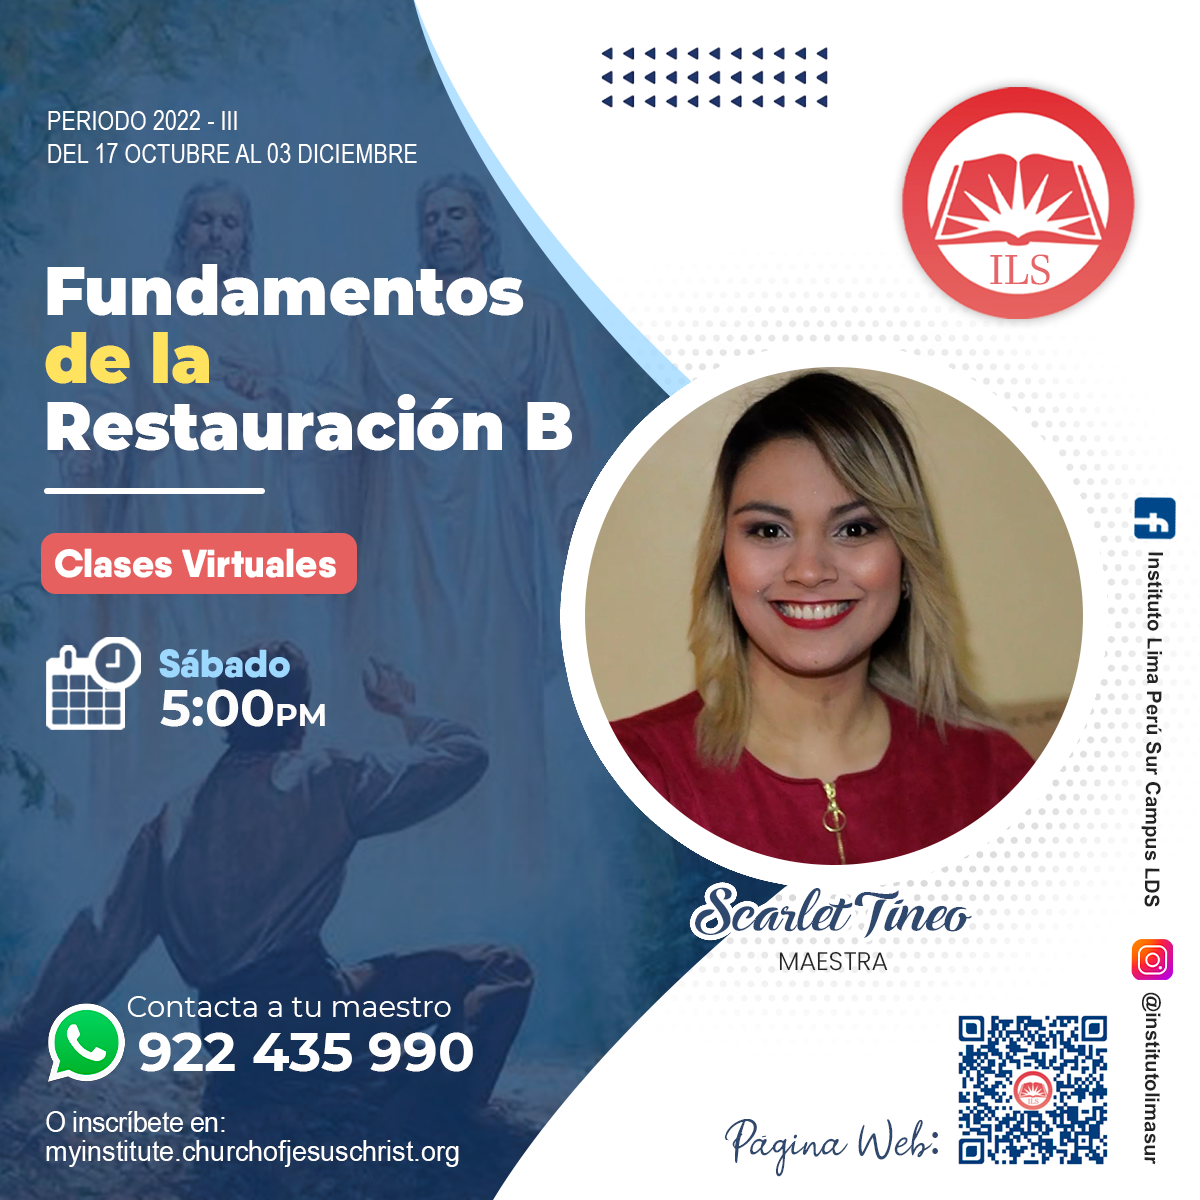 PERIODO 2022 - III
DEL 17 OCTUBRE AL 03 DICIEMBRE
ILS
Fundamentos
de la
Restauración B
Clases Virtuales
Sábado
5:00PM
Scarlet Tineo
MAESTRA
Contacta a tu maestro
922 435 990
O inscríbete en:
myinstitute.churchofjesuschrist.org
Página Web:
ILS
Instituto Lima Perú Sur Campus LDS
@institutolimasur